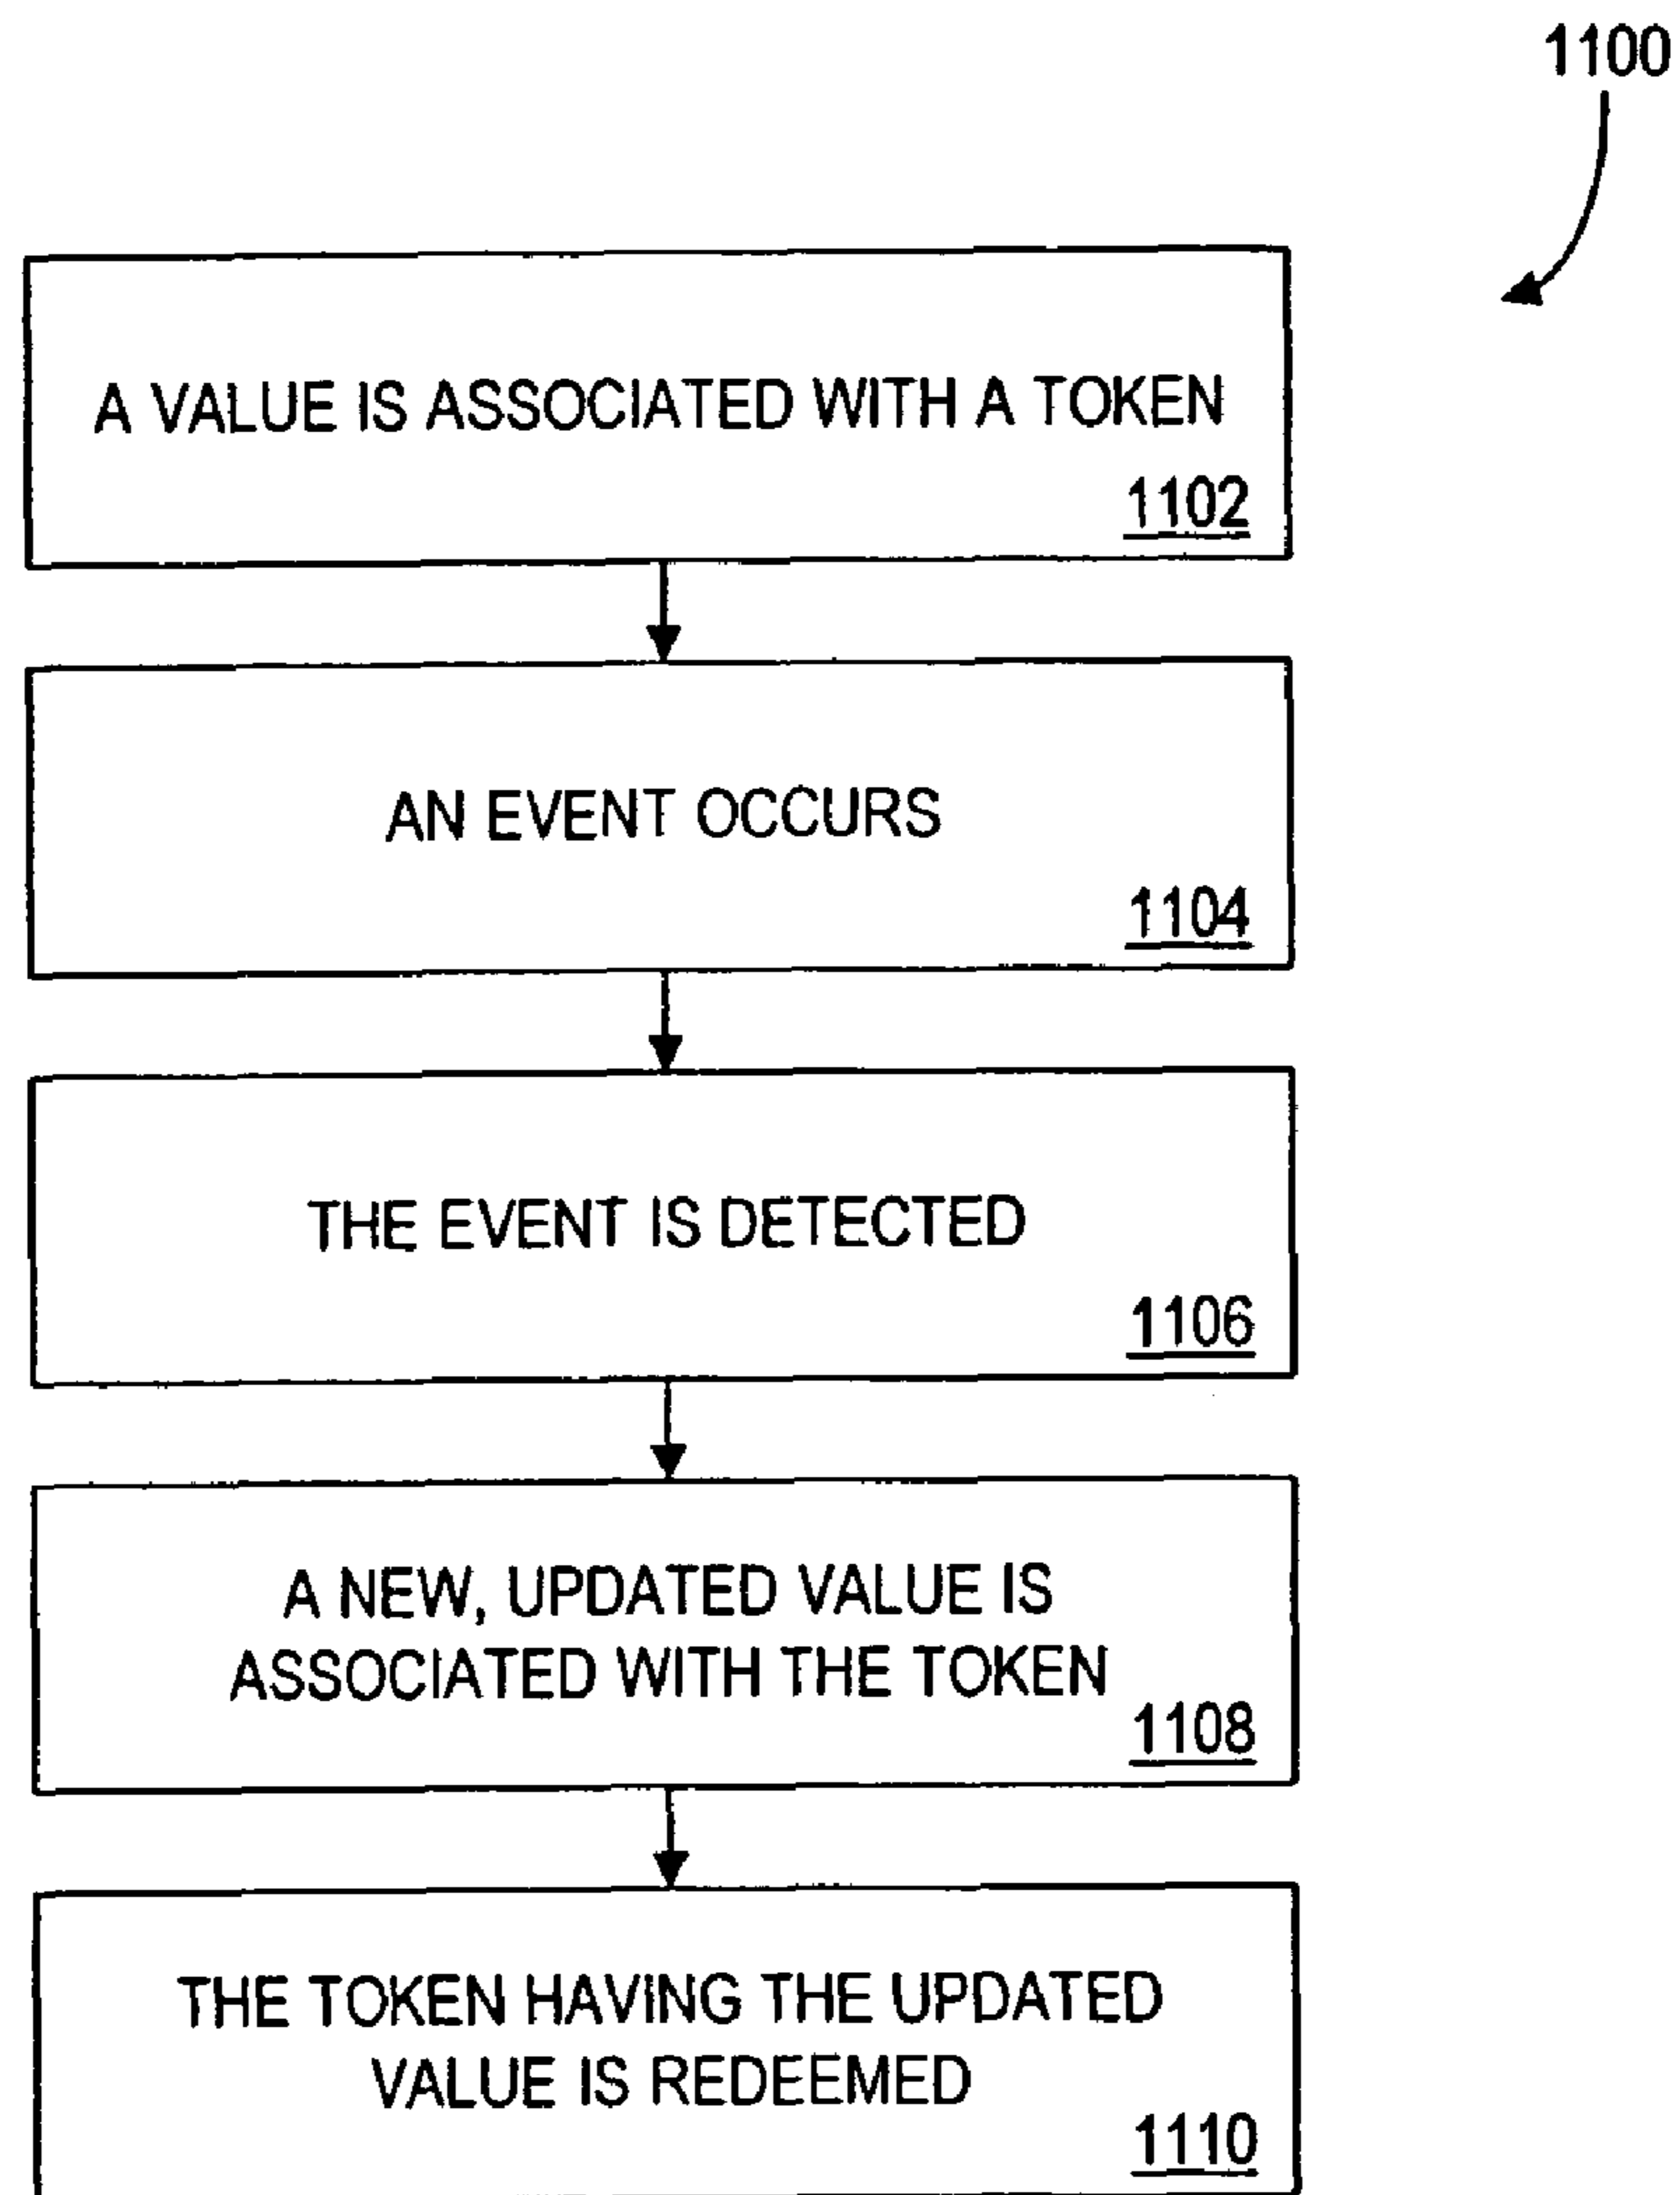 1100
A VALUE IS ASSOCIATED WITH A TOKEN
1102
AN EVENT OCCURS
1104
THE EVENT IS DETECTED
1106
A NEW, UPDATED VALUE IS
ASSOCIATED WITH THE TOKEN
1108
THE TOKEN HAVING THE UPDATED
VALUE IS REDEEMED
1110